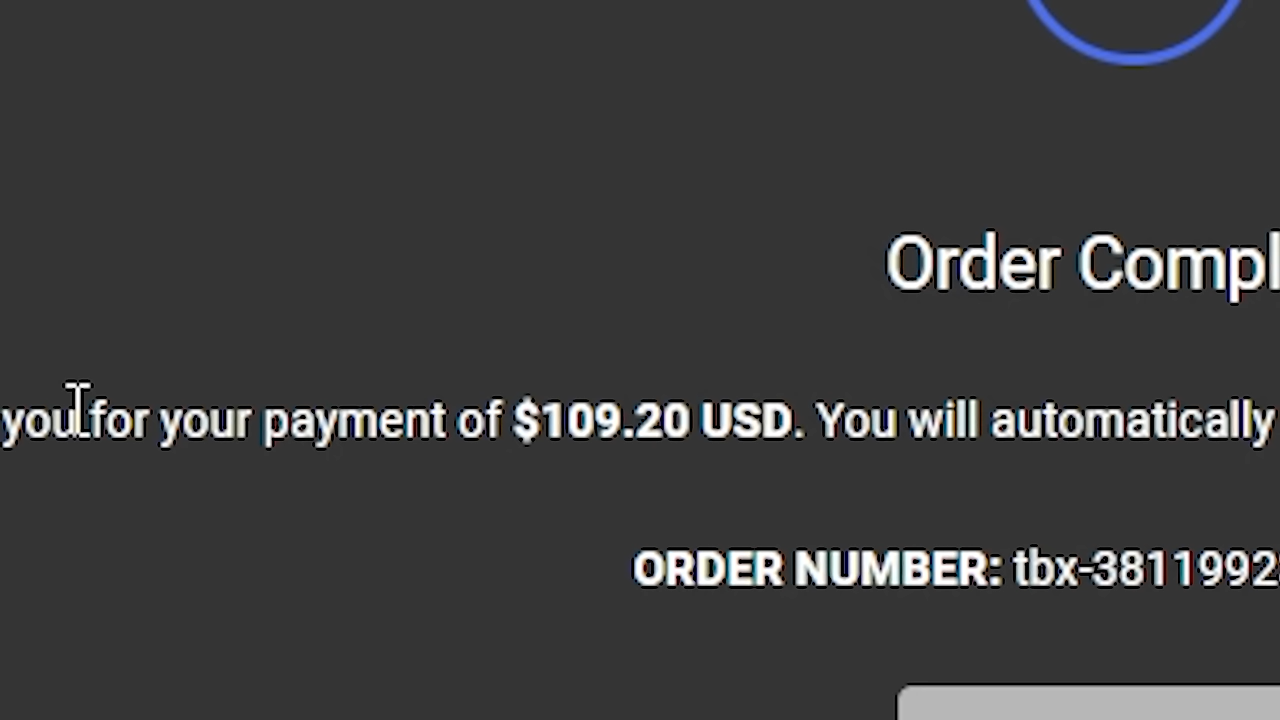 Order Compl
you for your payment of $109.20 USD. You will automatically
ORDER NUMBER: tbx-3811992